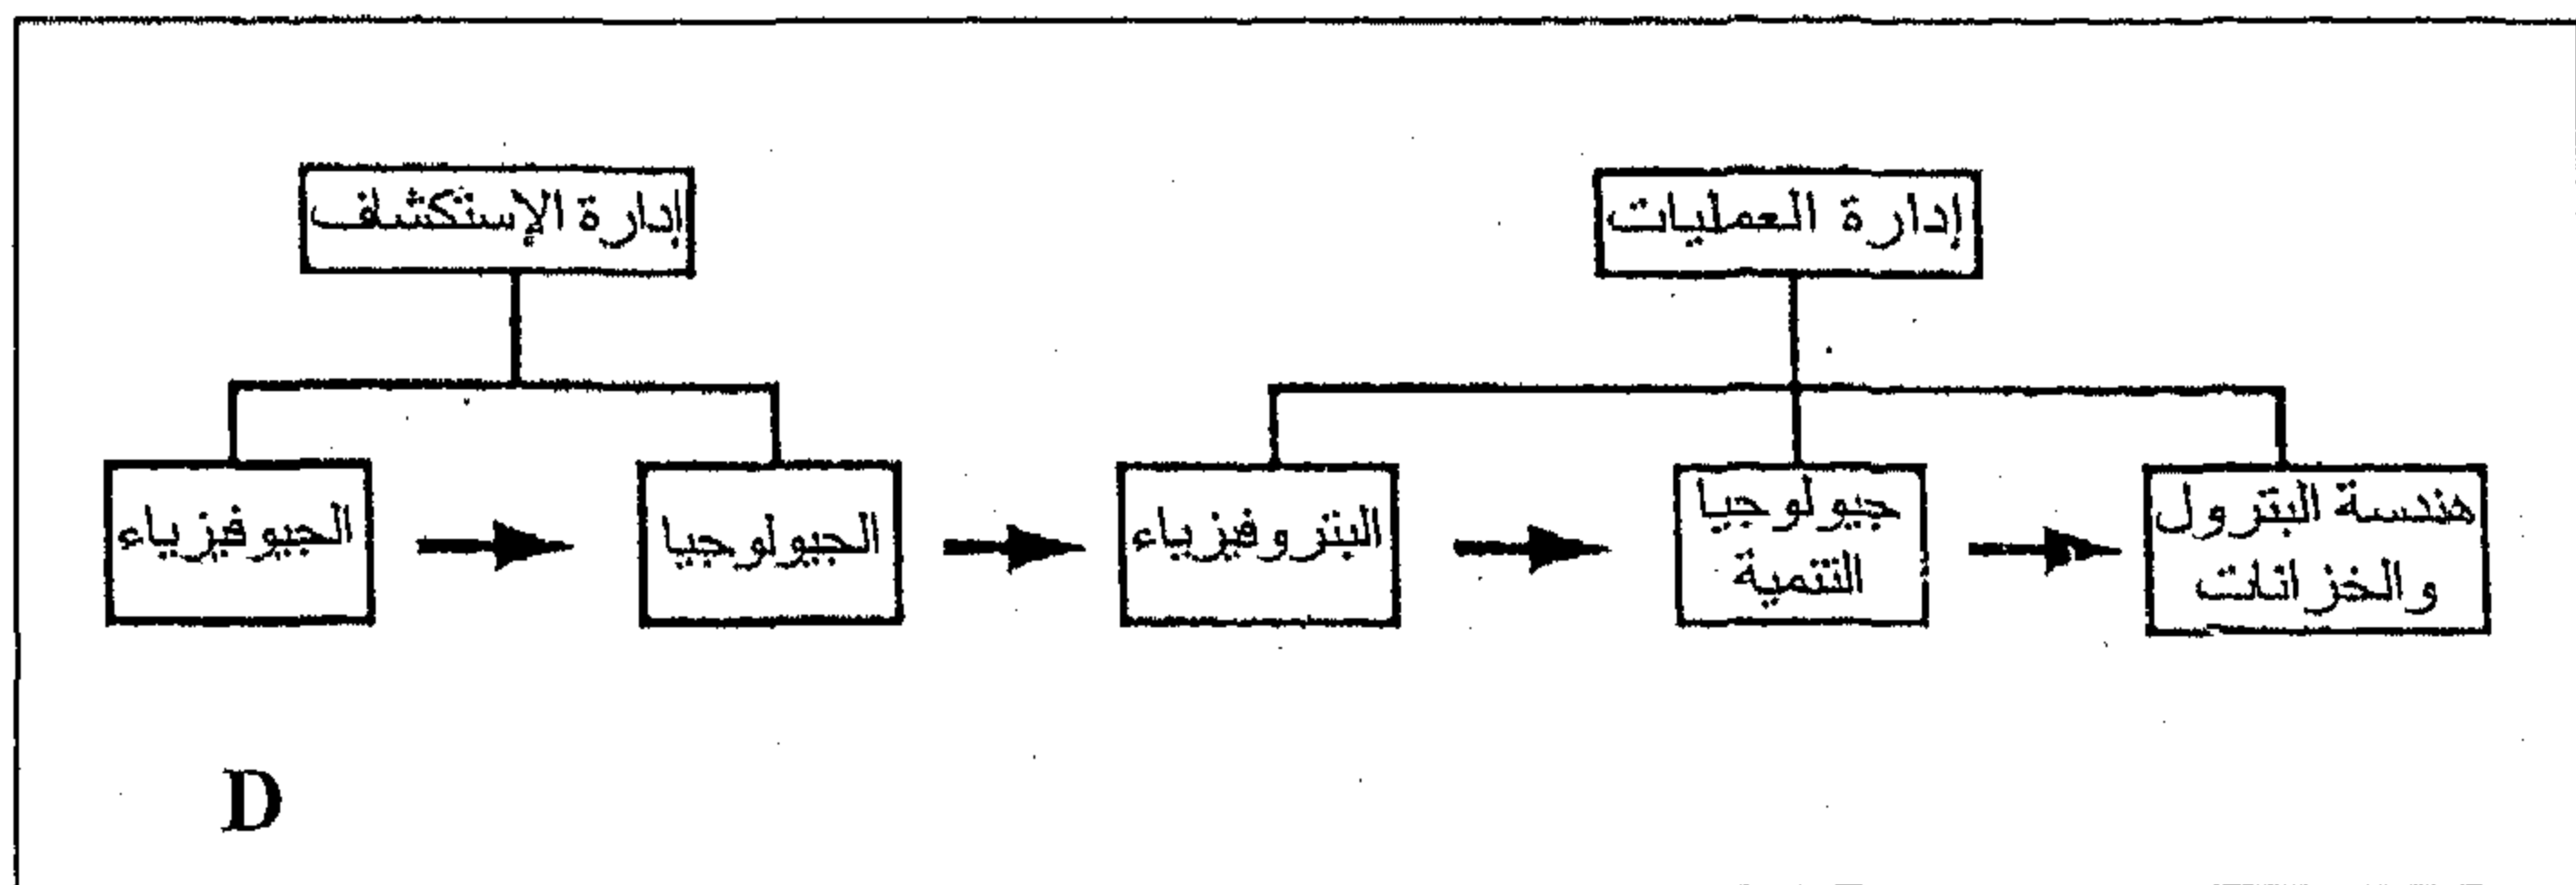 إدارة الإستكشاف
إدارة العمليات
الجيوفيزياء
الجيولوجيا
البتروفيزياء
جيولوجيا
التنمية
هندسة البترول
والخزانات
D